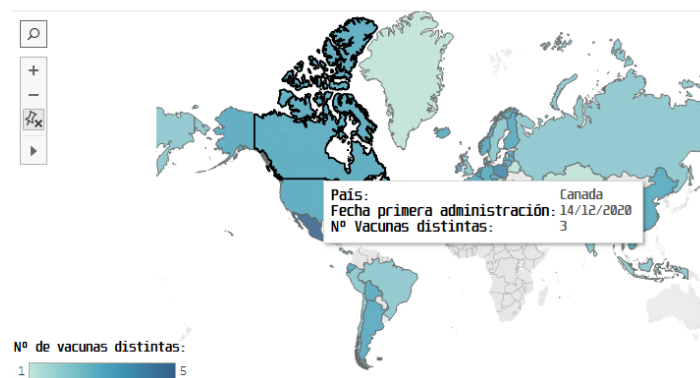 País: Canada
Fecha primera administración: 14/12/2020
Nº Vacunas distintas: 3
Nº de vacunas distintas:
1 5